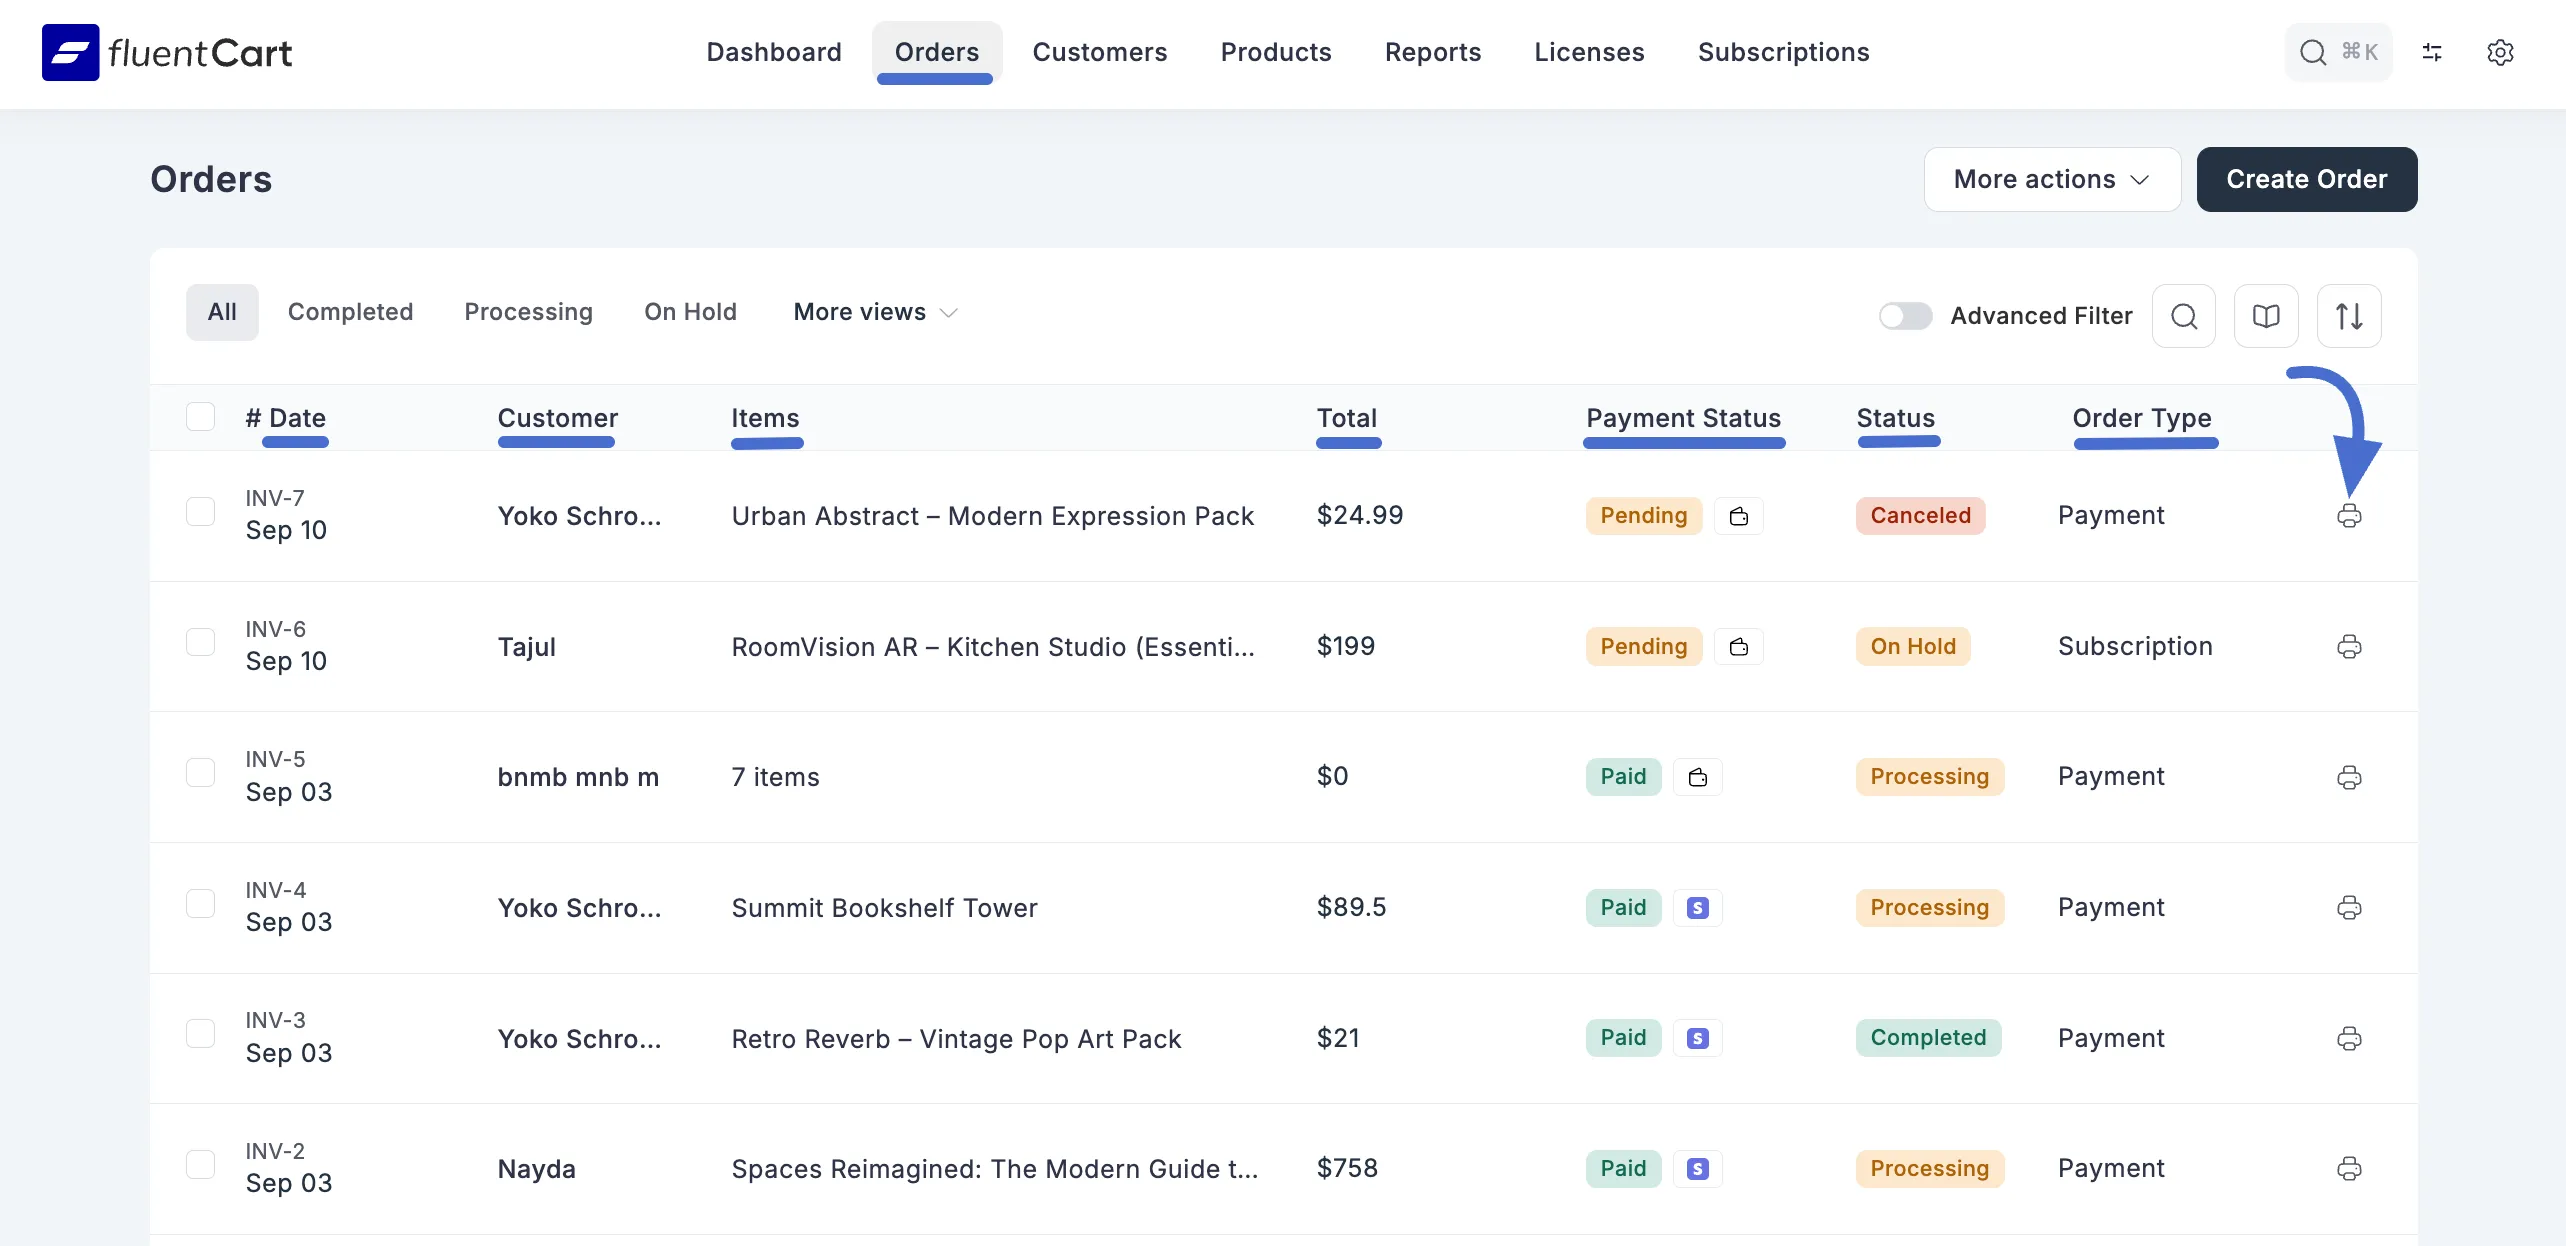 fluentCart
Dashboard Orders Customers Products Reports Licenses Subscriptions
⌘K
Orders
More actions
Create Order
All Completed Processing On Hold More views
Advanced Filter
# Date Customer Items Total Payment Status Status Order Type
INV-7
Sep 10
Yoko Schro... Urban Abstract – Modern Expression Pack $24.99 Pending Canceled Payment
INV-6
Sep 10
Tajul RoomVision AR – Kitchen Studio (Essenti... $199 Pending On Hold Subscription
INV-5
Sep 03
bnmb mnb m 7 items $0 Paid Processing Payment
INV-4
Sep 03
Yoko Schro... Summit Bookshelf Tower $89.5 Paid S Processing Payment
INV-3
Sep 03
Yoko Schro... Retro Reverb – Vintage Pop Art Pack $21 Paid S Completed Payment
INV-2
Sep 03
Nayda Spaces Reimagined: The Modern Guide t... $758 Paid S Processing Payment